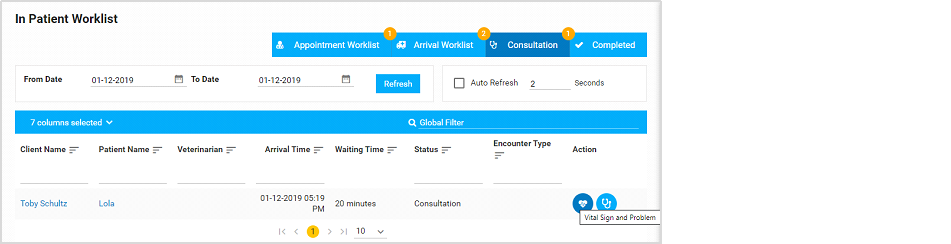 In Patient Worklist
1 2 1
Appointment Worklist Arrival Worklist Consultation Completed
From Date 01-12-2019 To Date 01-12-2019 Refresh Auto Refresh 2 Seconds
7 columns selected Global Filter
Client Name Patient Name Veterinarian Arrival Time Waiting Time Status Encounter Type Action
Toby Schultz Lola 01-12-2019 05:19 PM 20 minutes Consultation
Vital Sign and Problem
1 10